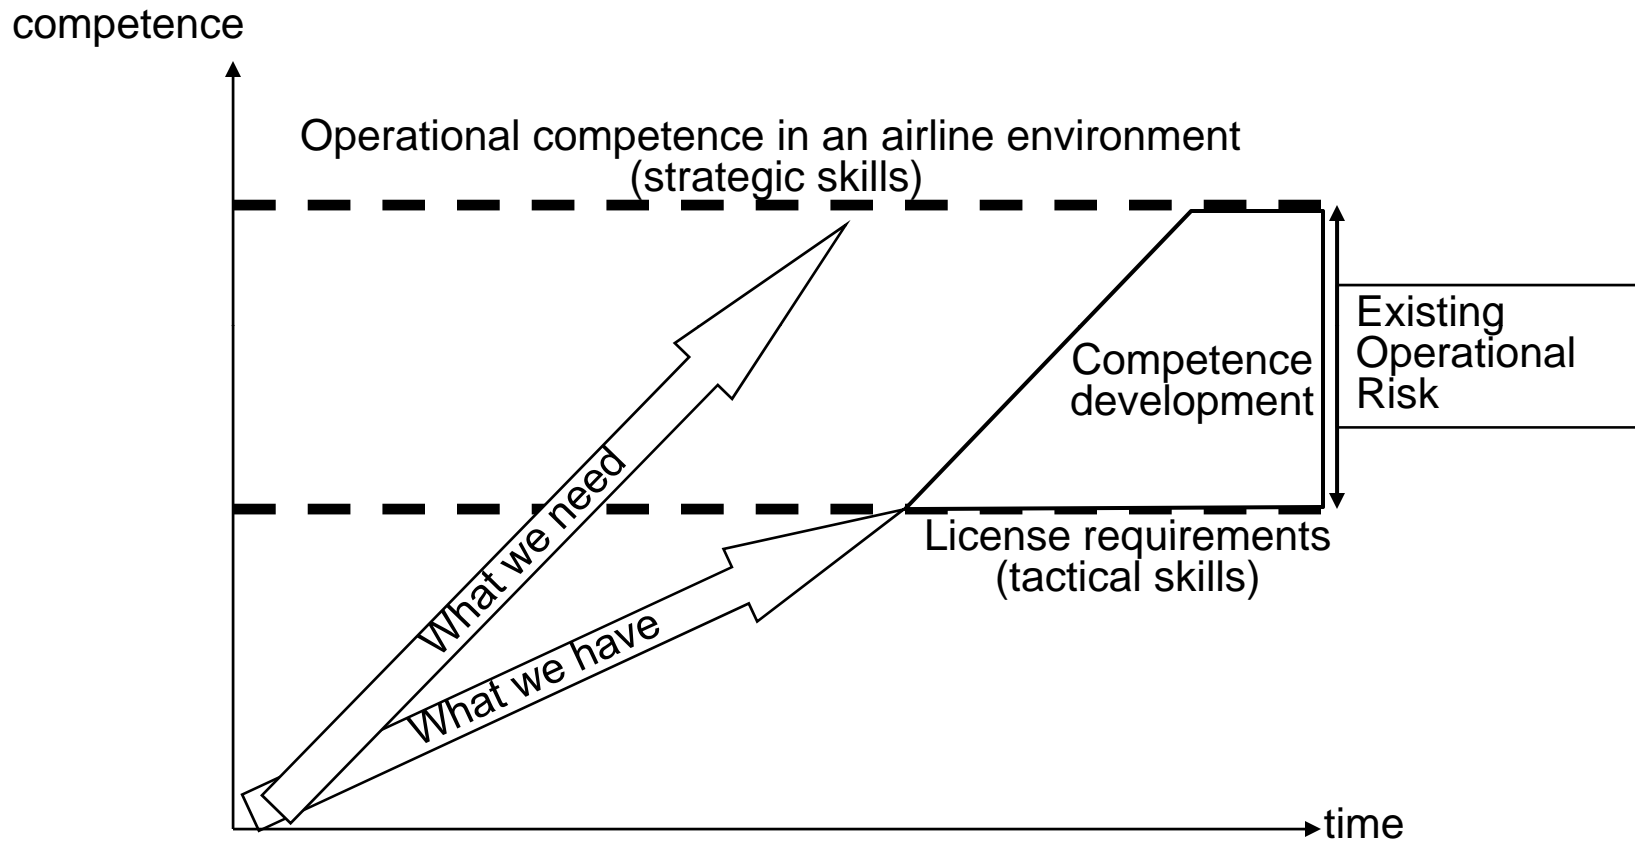 competence
Operational competence in an airline environment
(strategic skills)
Existing
Operational
Risk
Competence
development
What we need
License requirements
(tactical skills)
What we have
time